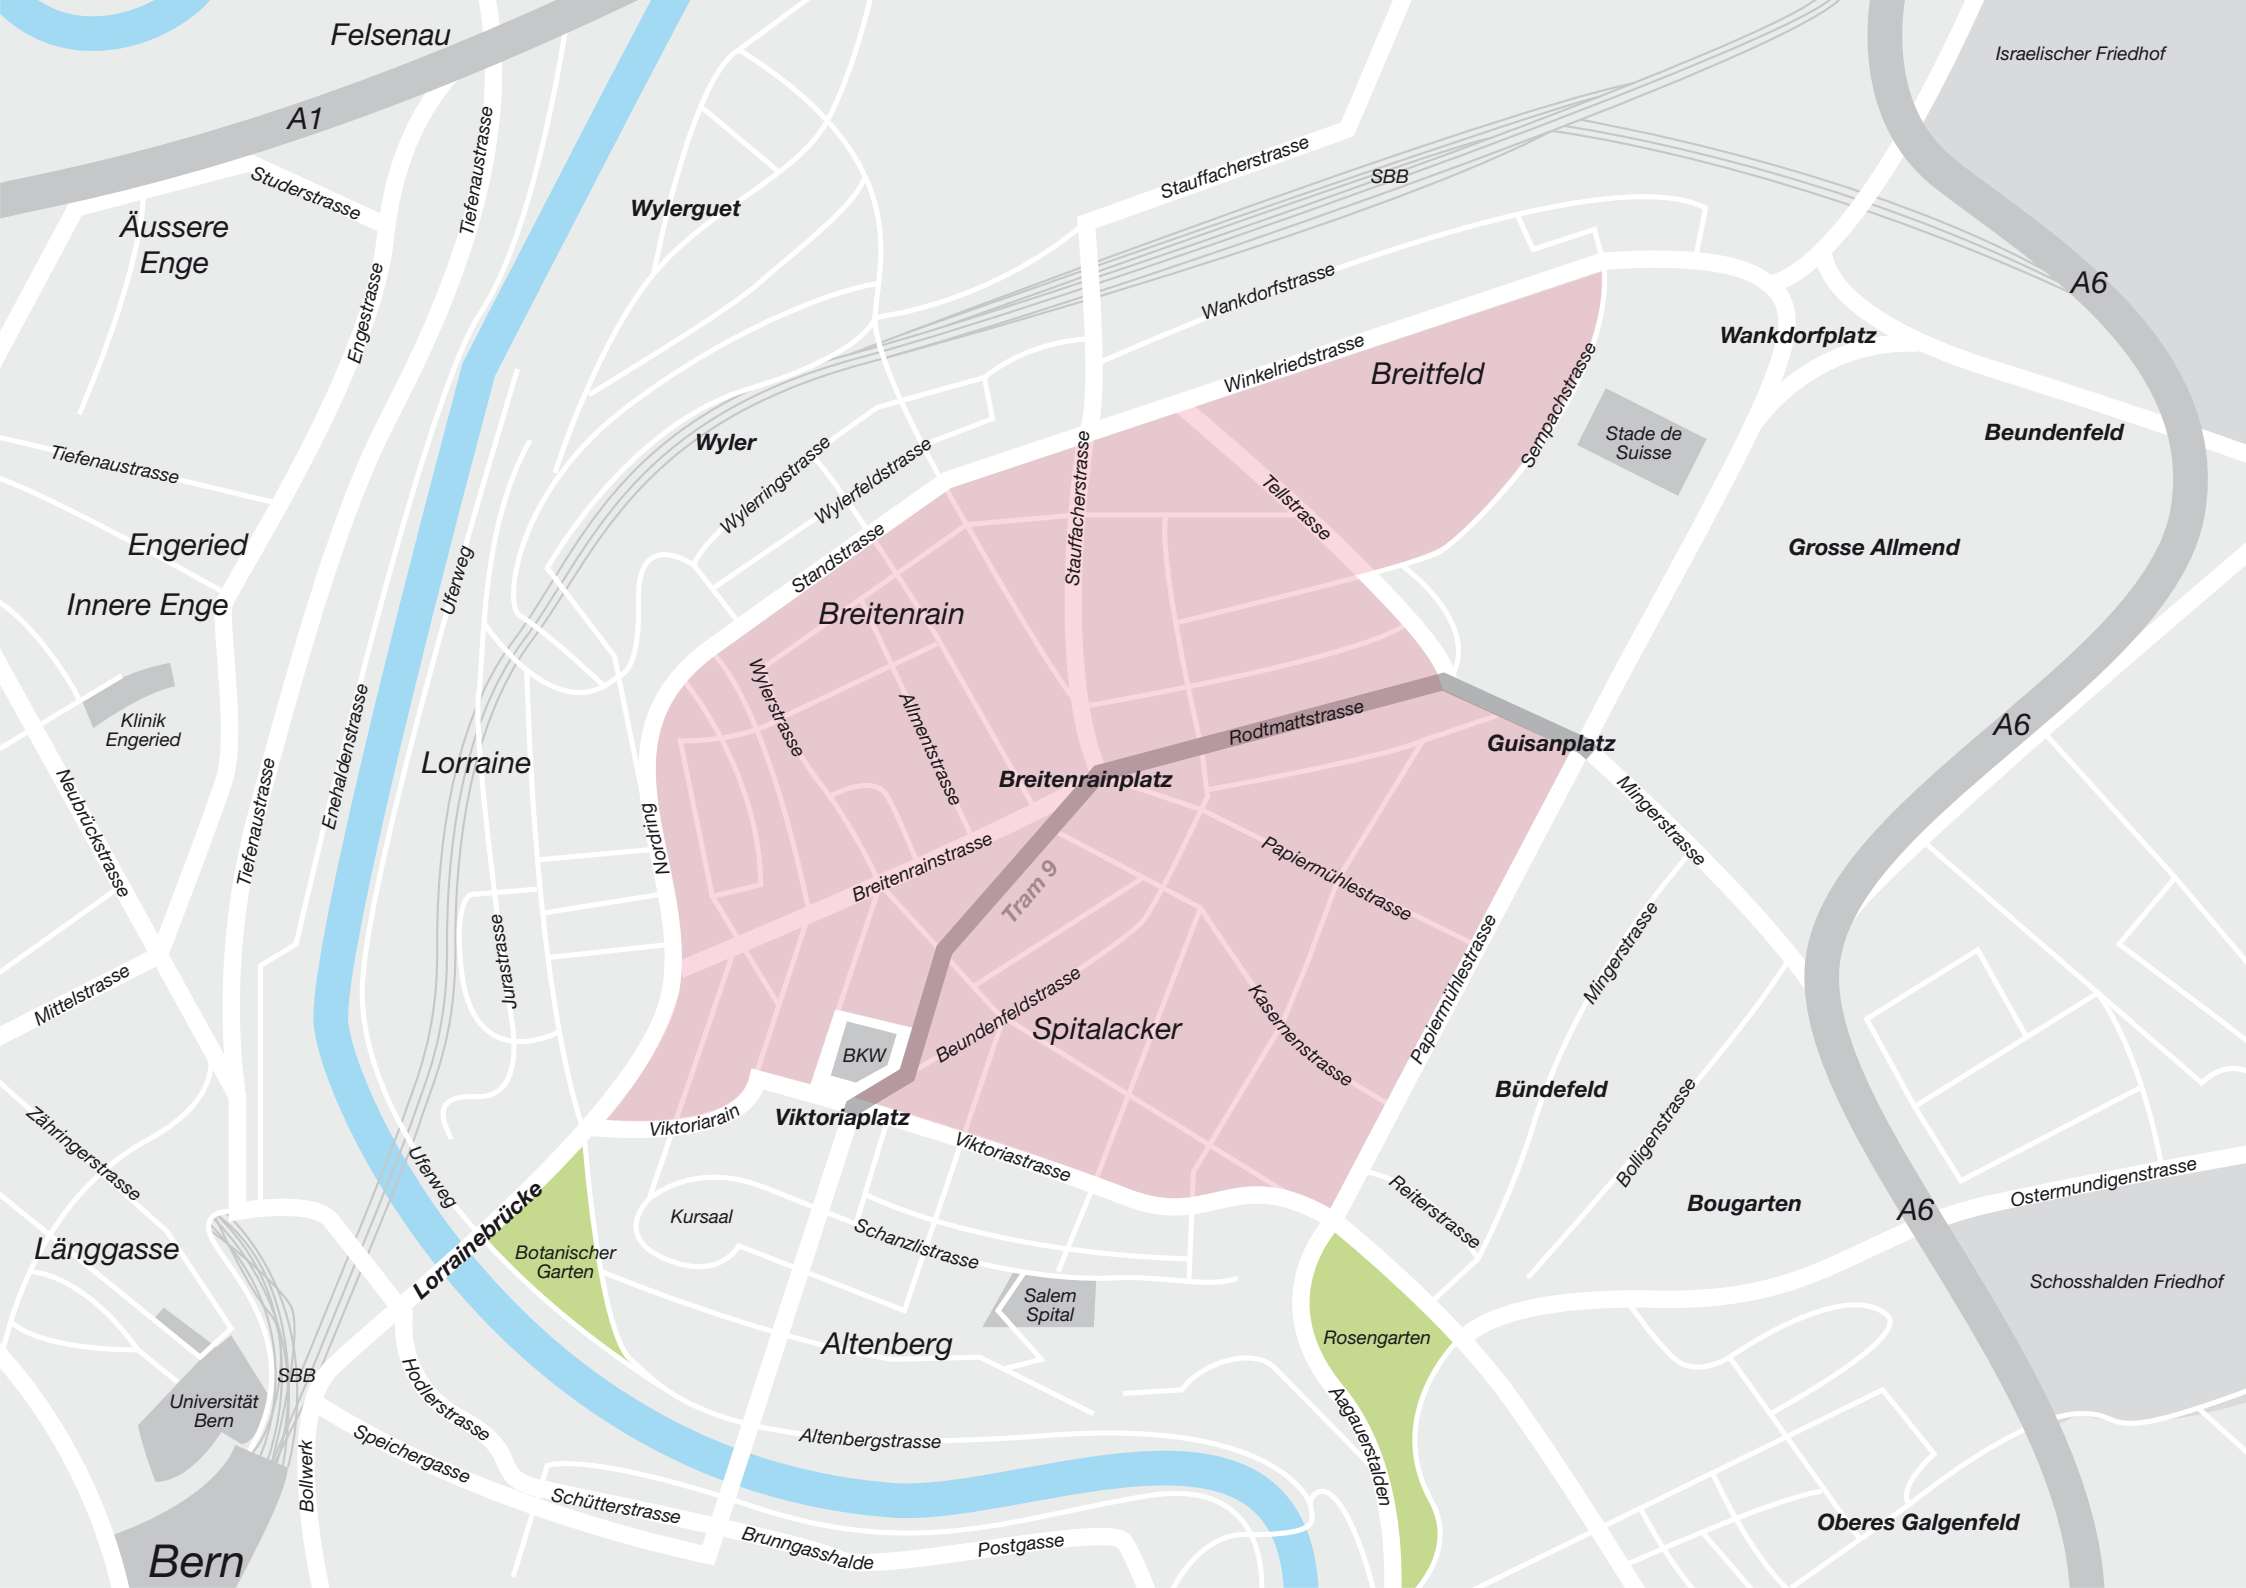 Felsenau
Israelischer Friedhof
A1
Tiefenaustrasse
Stauffacherstrasse
SBB
Studerstrasse
Wylerguet
Äussere
Enge
Engestrasse
Wankdorfstrasse
A6
Wankdorfplatz
Winkelriedstrasse
Breitfeld
Sempachstrasse
Stade de
Suisse
Beundenfeld
Tiefenaustrasse
Wyler
Wylerringstrasse
Wylerfeldstrasse
Stauffacherstrasse
Tellstrasse
Standstrasse
Engeried
Grosse Allmend
Uferweg
Innere Enge
Breitenrain
Klinik
Engeried
Wylerstrasse
Allmentstrasse
Enehaldenstrasse
Lorraine
Rodtmattstrasse
Guisanplatz
A6
Breitenrainplatz
Neubrückstrasse
Tiefenaustrasse
Nordring
Mingerstrasse
Breitenrainstrasse
Tram 9
Papiermühlestrasse
Jurastrasse
Mittelstrasse
Papiermühlestrasse
Mingerstrasse
Beundenfeldstrasse
Spitalacker
Kasernenstrasse
BKW
Bündefeld
Zähringerstrasse
Viktoriarain
Viktoriaplatz
Viktoriastrasse
Bolligenstrasse
Uferweg
Reiterstrasse
Bougarten
A6
Ostermundigenstrasse
Lorrainebrücke
Kursaal
Länggasse
Botanischer
Garten
Schanzlistrasse
Schosshalden Friedhof
Salem
Spital
Altenberg
Rosengarten
SBB
Universität
Bern
Hodlerstrasse
Aagauerstalden
Speichergasse
Altenbergstrasse
Bollwerk
Schütterstrasse
Brunngasshalde
Postgasse
Oberes Galgenfeld
Bern